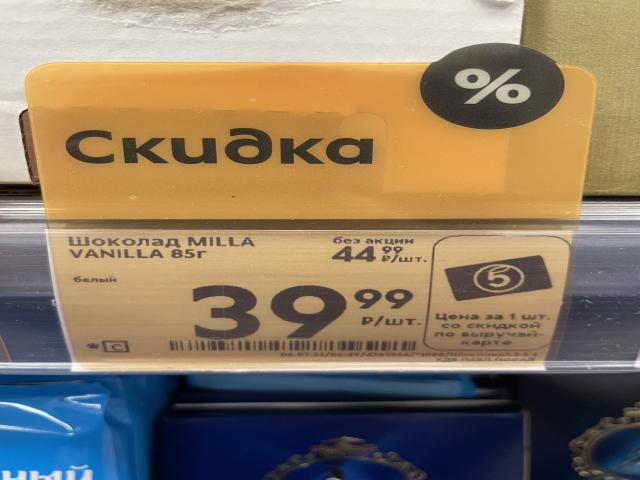 %
Скидка
Шоколад MILLA
VANILLA 85г
белый
без акции
44 99
₽/шт.
39 99
₽/шт.
5
Цена за 1 шт.
со скидкой
по выручай-
карте
C
ный